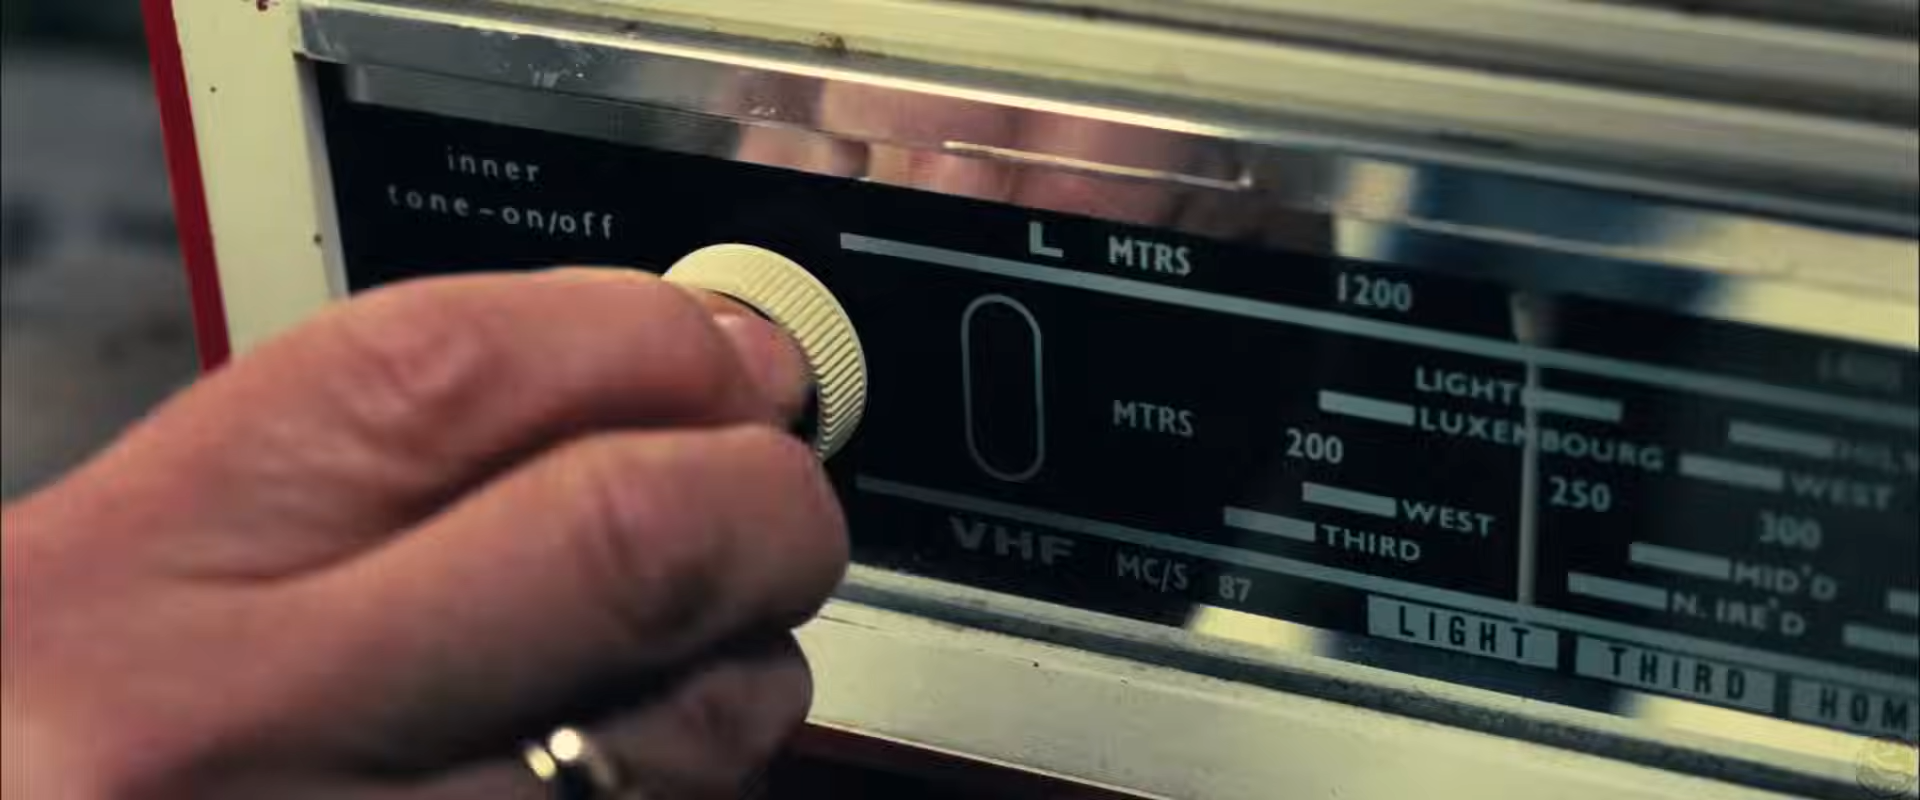 inner
tone-on/off
L MTRS 1200
LIGHT
MTRS LUXEMBOURG
200 WEST
250
WEST 300
THIRD MID'D
VHF MC/S 87 N. IRE'D
LIGHT THIRD HOM